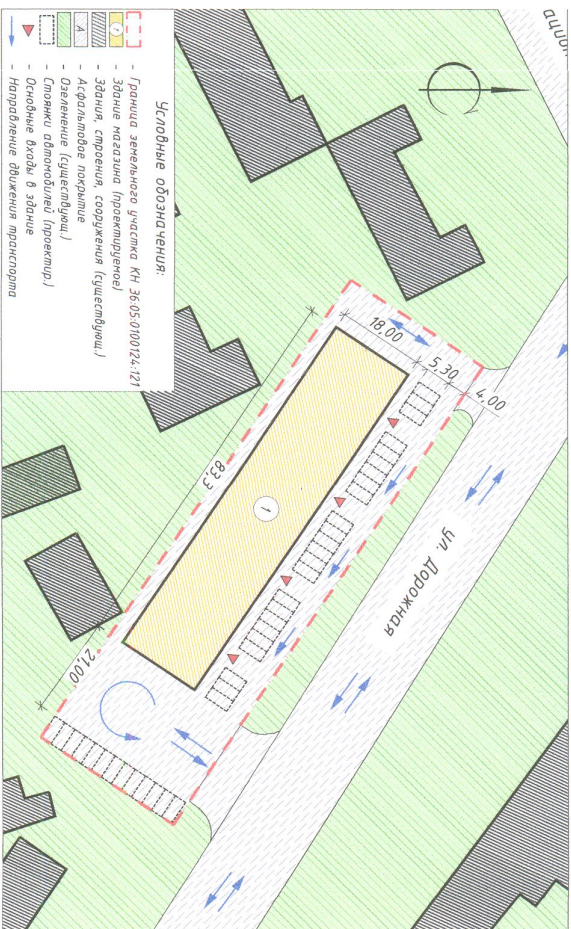 Условные обозначения:
- Граница земельного участка КН 36:05:0100124:121
1
- Здание магазина (проектируемое)
- Здания, строения, сооружения (существующ.)
А
- Асфальтовое покрытие
- Озеленение (существующ.)
- Стоянки автомобилей (проектир.)
- Основные входы в здание
- Направление движения транспорта
18,00
5,30
4,00
83,3
1
21,00
ул. Дорожная